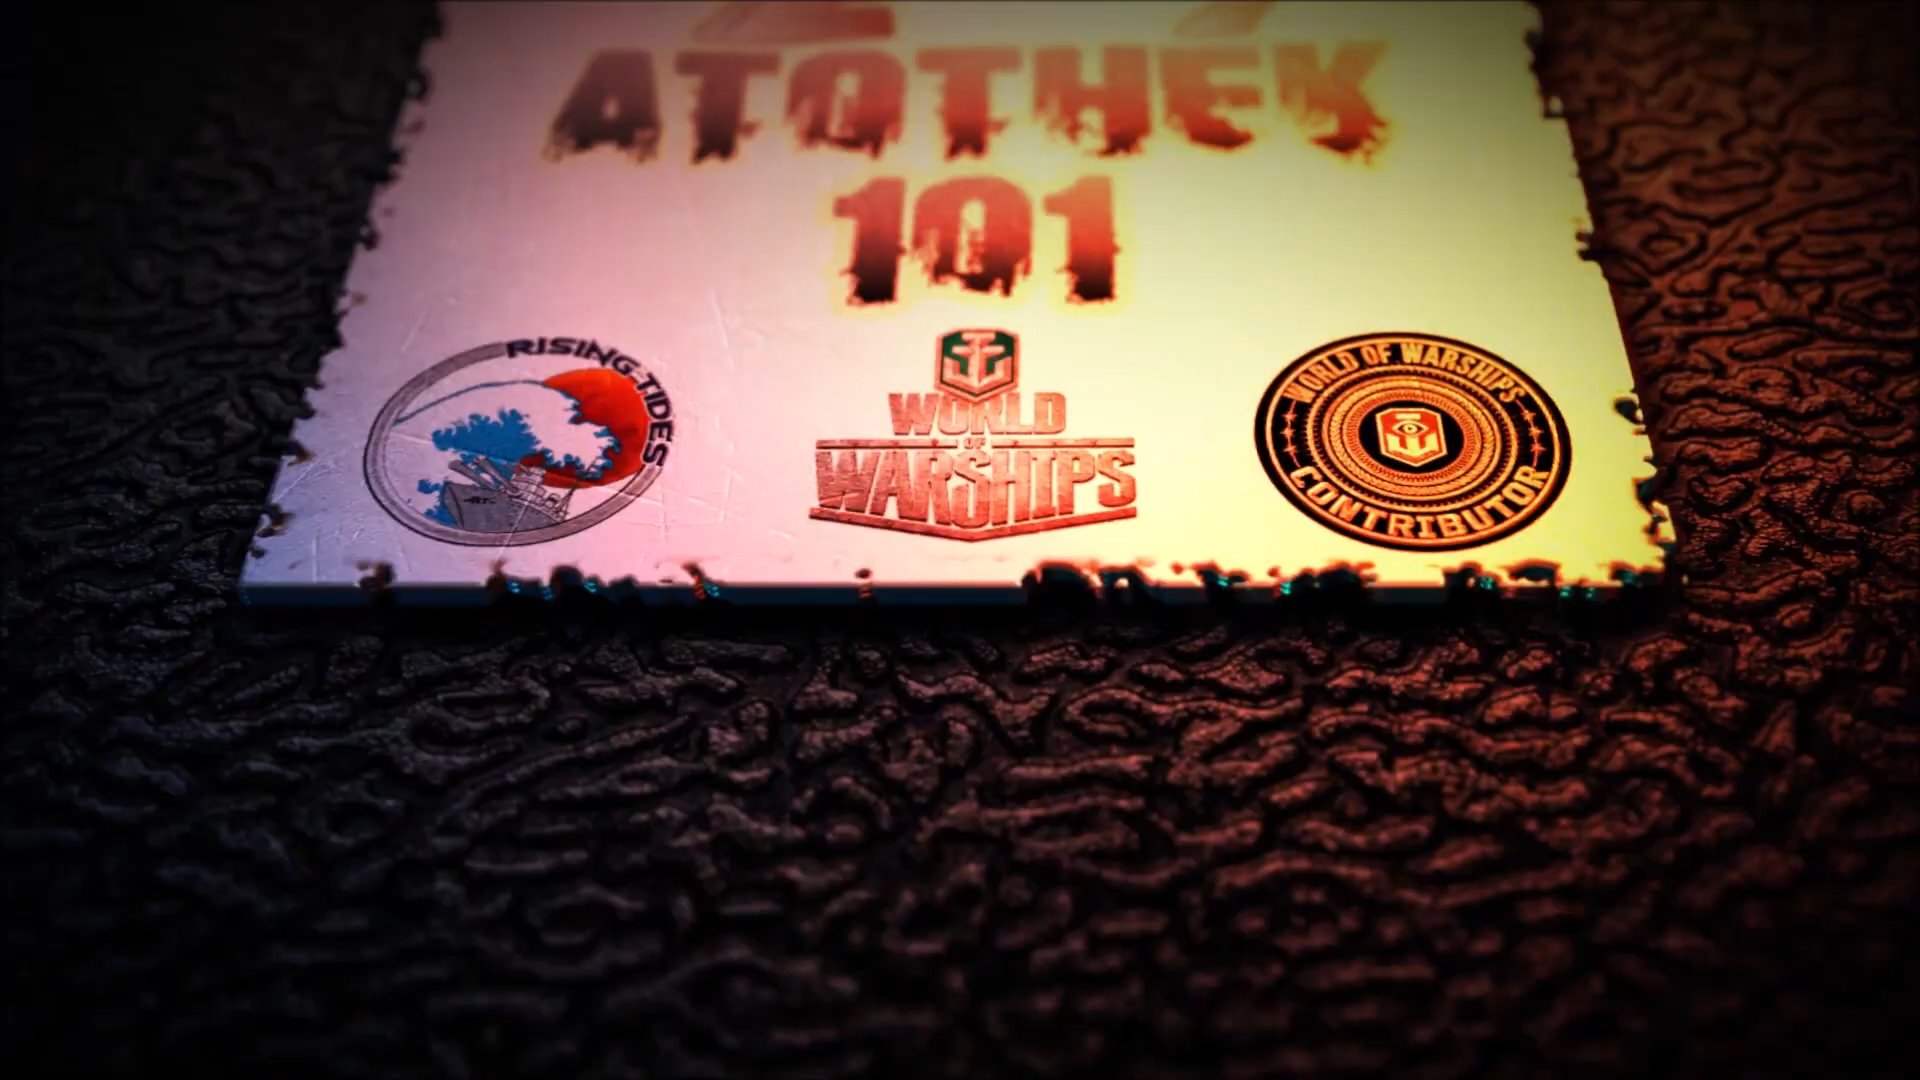 ATOTHEK
101
RISING-TIDES
WORLD
OF
WARSHIPS
WORLD OF WARSHIPS
CONTRIBUTOR